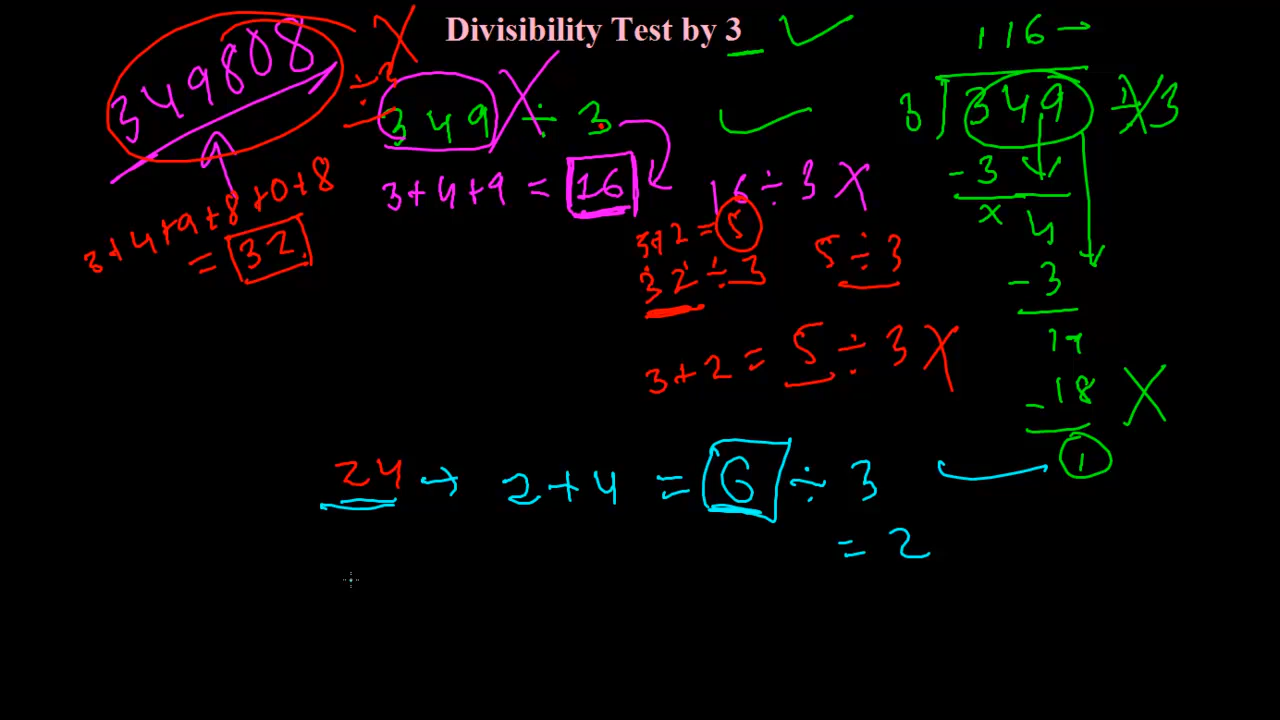 Divisibility Test by 3
349808 ÷ 3
3+4+9+8+0+8
= 32
349 ÷ 3
3+4+9 = 16
16 ÷ 3 X
3+2 = 5
32 ÷ 3
5 ÷ 3
3+2 = 5 ÷ 3 X
116
3 349 ÷ 3
-3
x 4
-3
19
-18 X
1
24 → 2+4 = 6 ÷ 3
= 2